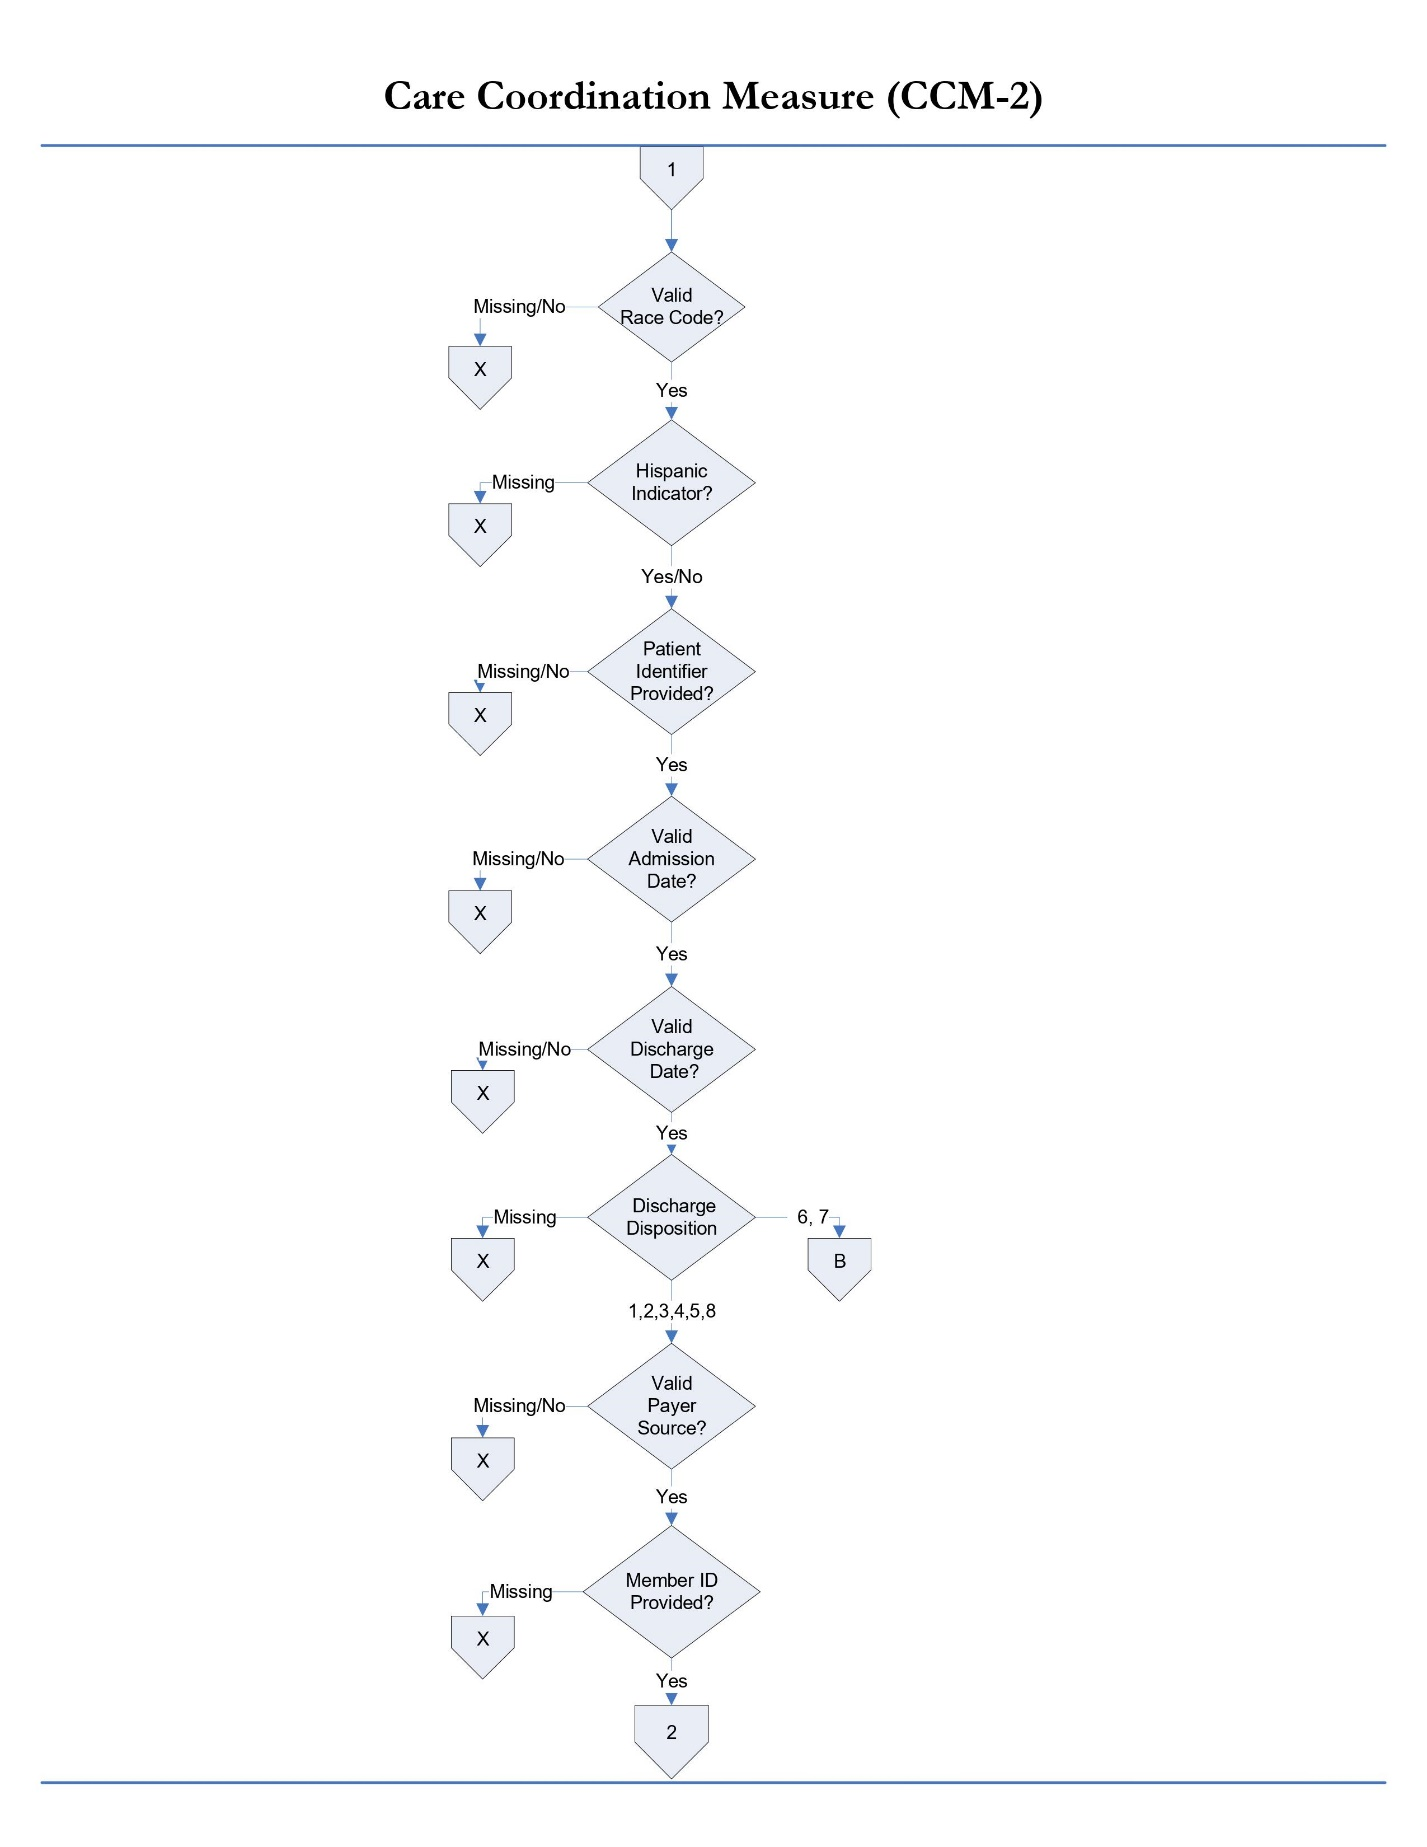 Care Coordination Measure (CCM-2)
1
Valid
Race Code?
Missing/No
X
Yes
Hispanic
Indicator?
Missing
X
Yes/No
Patient
Identifier
Provided?
Missing/No
X
Yes
Valid
Admission
Date?
Missing/No
X
Yes
Valid
Discharge
Date?
Missing/No
X
Yes
Discharge
Disposition
Missing
X
6, 7
B
1,2,3,4,5,8
Valid
Payer
Source?
Missing/No
X
Yes
Member ID
Provided?
Missing
X
Yes
2